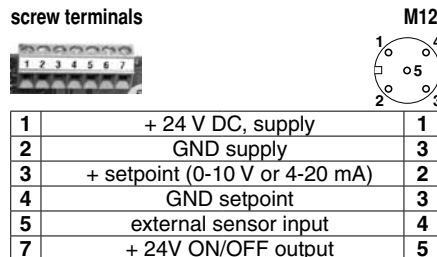 screw terminals M12
1 4
1 2 3 4 5 6 7
5
2 3
1 + 24 V DC, supply 1
2 GND supply 3
3 + setpoint (0-10 V or 4-20 mA) 2
4 GND setpoint 3
5 external sensor input 4
7 + 24V ON/OFF output 5